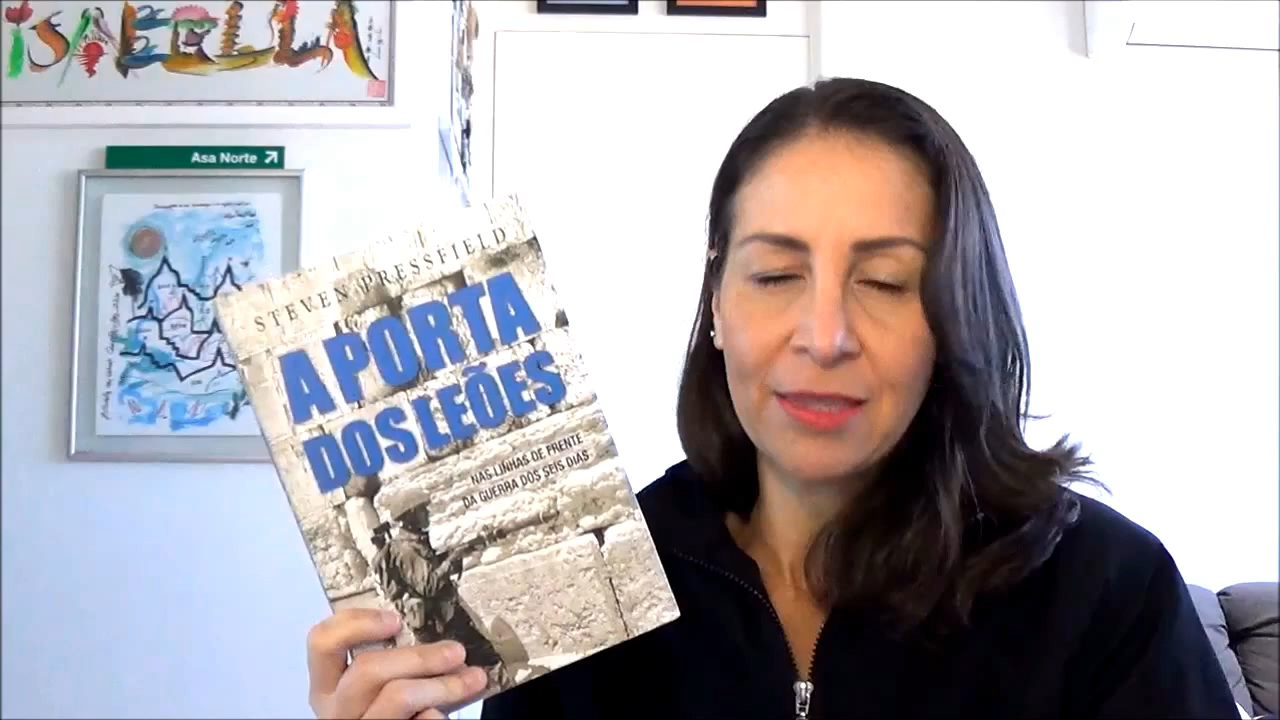 ISABELLA
Asa Norte
STEVEN PRESSFIELD
A PORTA
DOS LEÕES
NAS LINHAS DE FRENTE
DA GUERRA DOS SEIS DIAS